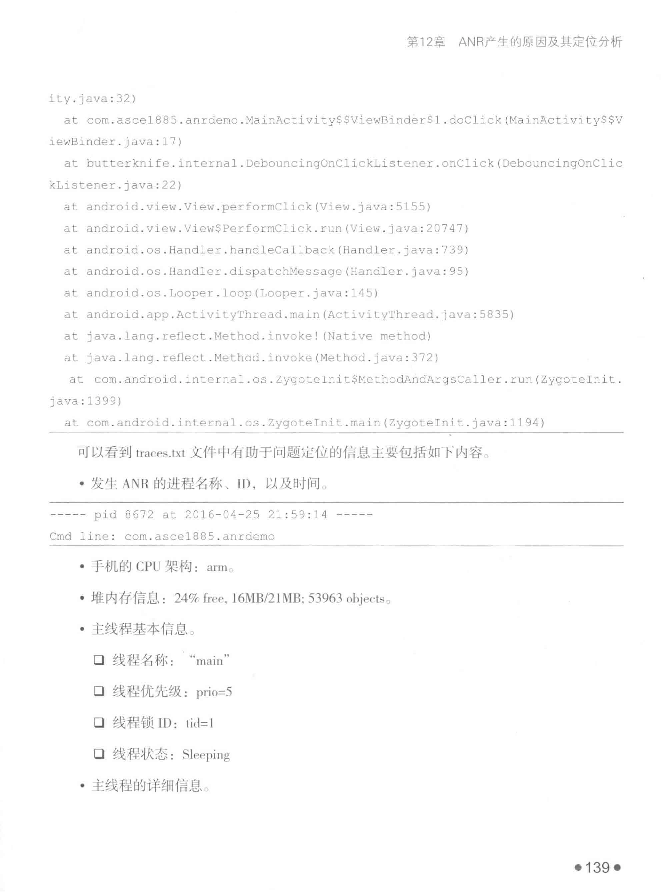 第12章 ANR产生的原因及其定位分析
ity.java:32)
at com.asce1885.anrdemo.MainActivity$$ViewBinder$1.doClick(MainActivity$$V
iewBinder.java:17)
at butterknife.internal.DebouncingOnClickListener.onClick(DebouncingOnClic
kListener.java:22)
at android.view.View.performClick(View.java:5155)
at android.view.View$PerformClick.run(View.java:20747)
at android.os.Handler.handleCallback(Handler.java:739)
at android.os.Handler.dispatchMessage(Handler.java:95)
at android.os.Looper.loop(Looper.java:145)
at android.app.ActivityThread.main(ActivityThread.java:5835)
at java.lang.reflect.Method.invoke!(Native method)
at java.lang.reflect.Method.invoke(Method.java:372)
at com.android.internal.os.ZygoteInit$MethodAndArgsCaller.run(ZygoteInit.
java:1399)
at com.android.internal.os.ZygoteInit.main(ZygoteInit.java:1194)
可以看到 traces.txt 文件中有助于问题定位的信息主要包括如下内容。
• 发生 ANR 的进程名称、ID，以及时间。
----- pid 8672 at 2016-04-25 21:59:14 -----
Cmd line: com.asce1885.anrdemo
• 手机的 CPU 架构：arm。
• 堆内存信息：24% free, 16MB/21MB; 53963 objects。
• 主线程基本信息。
❑ 线程名称：“main”
❑ 线程优先级：prio=5
❑ 线程锁 ID：tid=1
❑ 线程状态：Sleeping
• 主线程的详细信息。
●139●